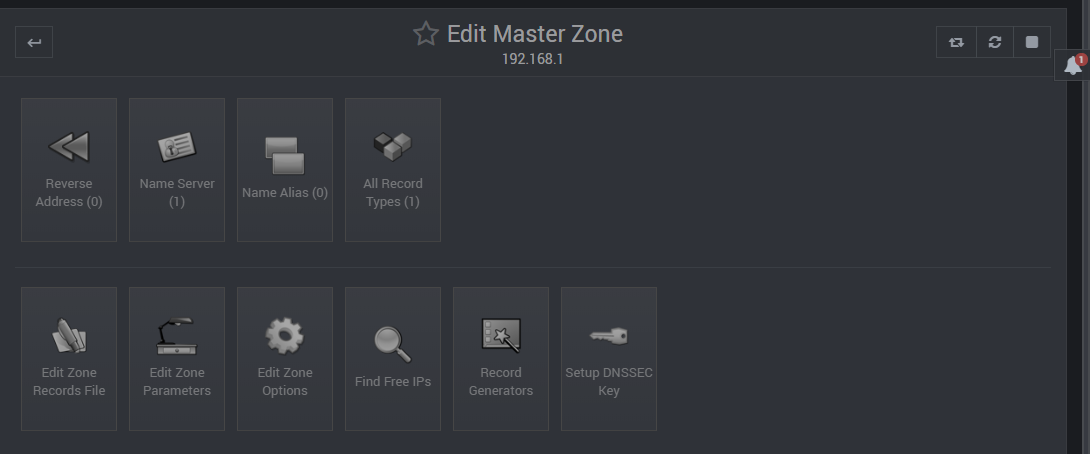 Edit Master Zone
192.168.1
1
Reverse
Address (0)
Name Server
(1)
Name Alias (0)
All Record
Types (1)
Edit Zone
Records File
Edit Zone
Parameters
Edit Zone
Options
Find Free IPs
Record
Generators
Setup DNSSEC
Key